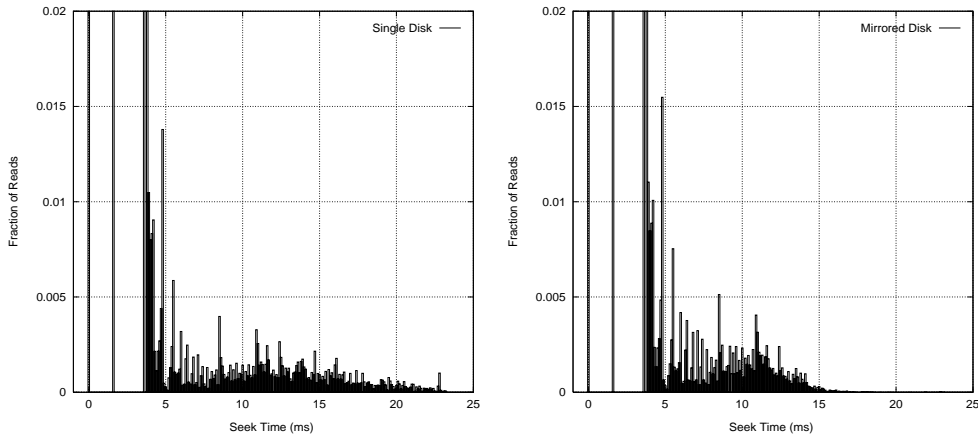 0.02
0.015
0.01
0.005
0
Fraction of Reads
Single Disk
0 5 10 15 20 25
Seek Time (ms)
0.02
0.015
0.01
0.005
0
Fraction of Reads
Mirrored Disk
0 5 10 15 20 25
Seek Time (ms)